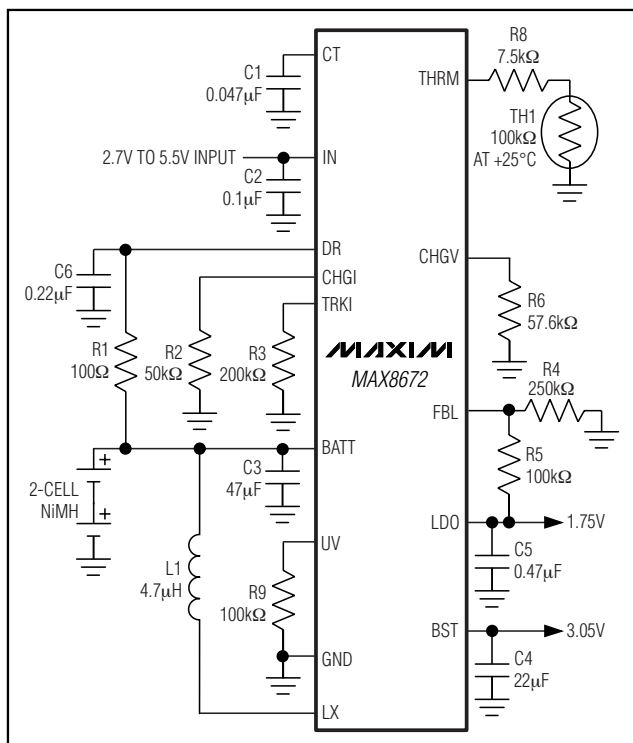 CT
C1
0.047µF
2.7V TO 5.5V INPUT
IN
C2
0.1µF
DR
C6
0.22µF
CHGI
TRKI
R1
100Ω
R2
50kΩ
R3
200kΩ
BATT
C3
47µF
2-CELL
NiMH
+
+
L1
4.7µH
UV
R9
100kΩ
GND
LX
MAXIM
MAX8672
THRM
R8
7.5kΩ
TH1
100kΩ
AT +25°C
CHGV
R6
57.6kΩ
FBL
R4
250kΩ
R5
100kΩ
LDO
1.75V
C5
0.47µF
BST
3.05V
C4
22µF